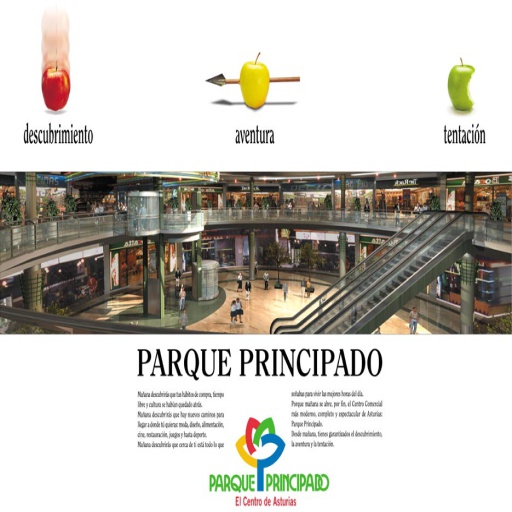 descubrimiento
aventura
tentación
PARQUE PRINCIPADO
Mañana descubrirás que tus hábitos de compra, tiempo
libre y cultura se habían quedado atrás.
Mañana descubrirás que hay nuevos caminos para
llegar a donde tú quieras: moda, diseño, alimentación,
cine, restauración, juegos y hasta deporte.
Mañana descubrirás que cerca de ti está todo lo que
soñabas para vivir las mejores horas del día.
Porque mañana se abre, por fin, el Centro Comercial
más moderno, completo y espectacular de Asturias:
Parque Principado.
Desde mañana, tienes garantizados el descubrimiento,
la aventura y la tentación.
PARQUE PRINCIPADO
El Centro de Asturias